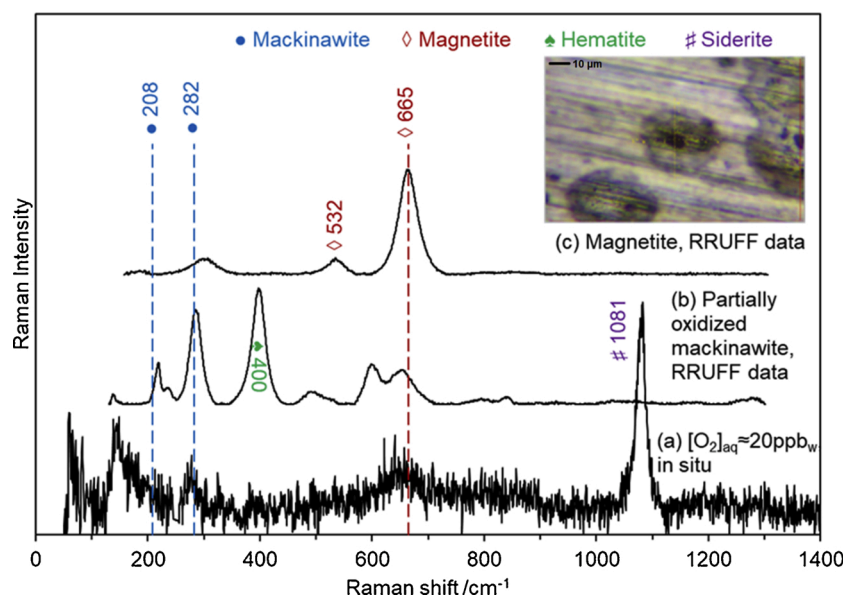 ● Mackinawite ◊ Magnetite ♠ Hematite ♯ Siderite
10 µm
● 208
● 282
◊ 665
◊ 532
(c) Magnetite, RRUFF data
♠ 400
♯ 1081
(b) Partially
oxidized
mackinawite,
RRUFF data
(a) [O₂]aq≈20ppbw
in situ
Raman Intensity
0 200 400 600 800 1000 1200 1400
Raman shift /cm⁻¹